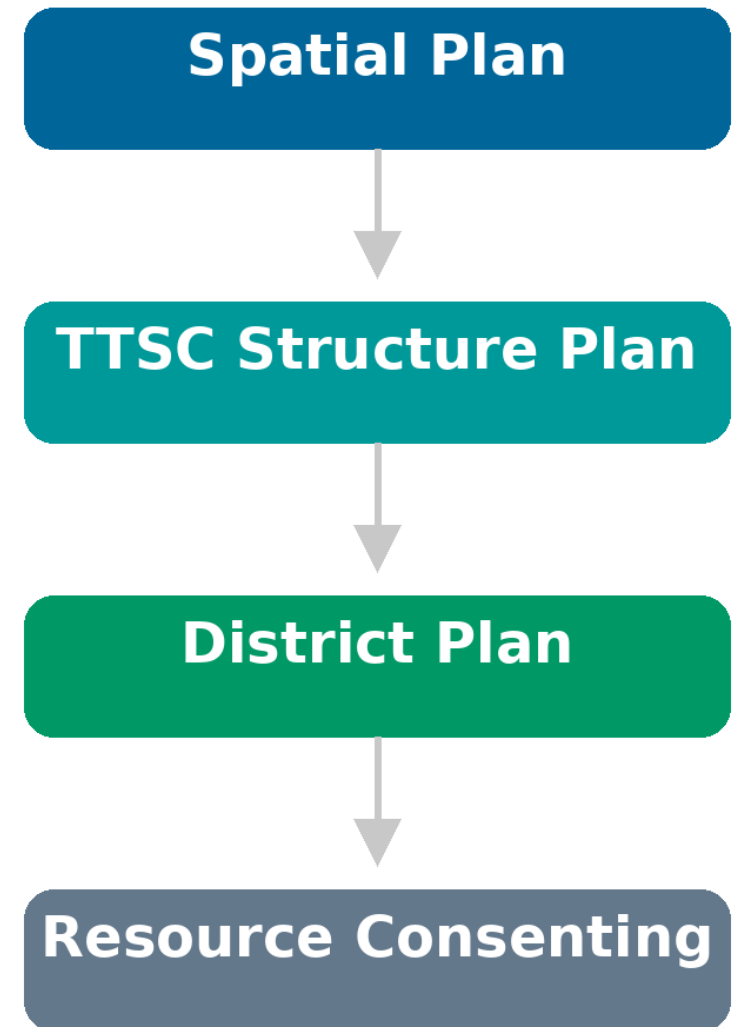 Spatial Plan
TTSC Structure Plan
District Plan
Resource Consenting